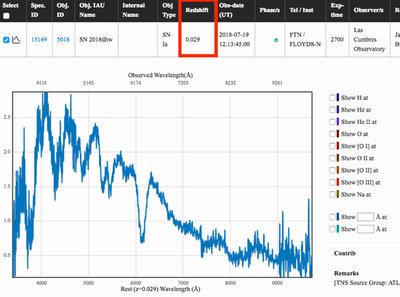 Select Spec. ID Obj. ID Obj. IAU Name Internal Name Obj Type Redshift Obs-date (UT) Phase/s Tel / Inst Exp-time Observer/s
15149 5018 SN 2018dhw SN Ia 0.029 2018-07-19 12:13:45.00 FTN / FLOYDS-N 2700 Las Cumbres Observatory
Observed Wavelength(Å)
4116 5145 6174 7203 8232 9261
2.5
2.0
1.5
1.0
0.5
4000 5000 6000 7000 8000 9000
Rest (z=0.029) Wavelength (Å)
Show H at
Show He at
Show He II at
Show O at
Show [O I] at
Show O II at
Show [O II] at
Show [O III] at
Show Na at
Show Å at
Show Å at
Contrib
Remarks
[TNS Source Group: ATL